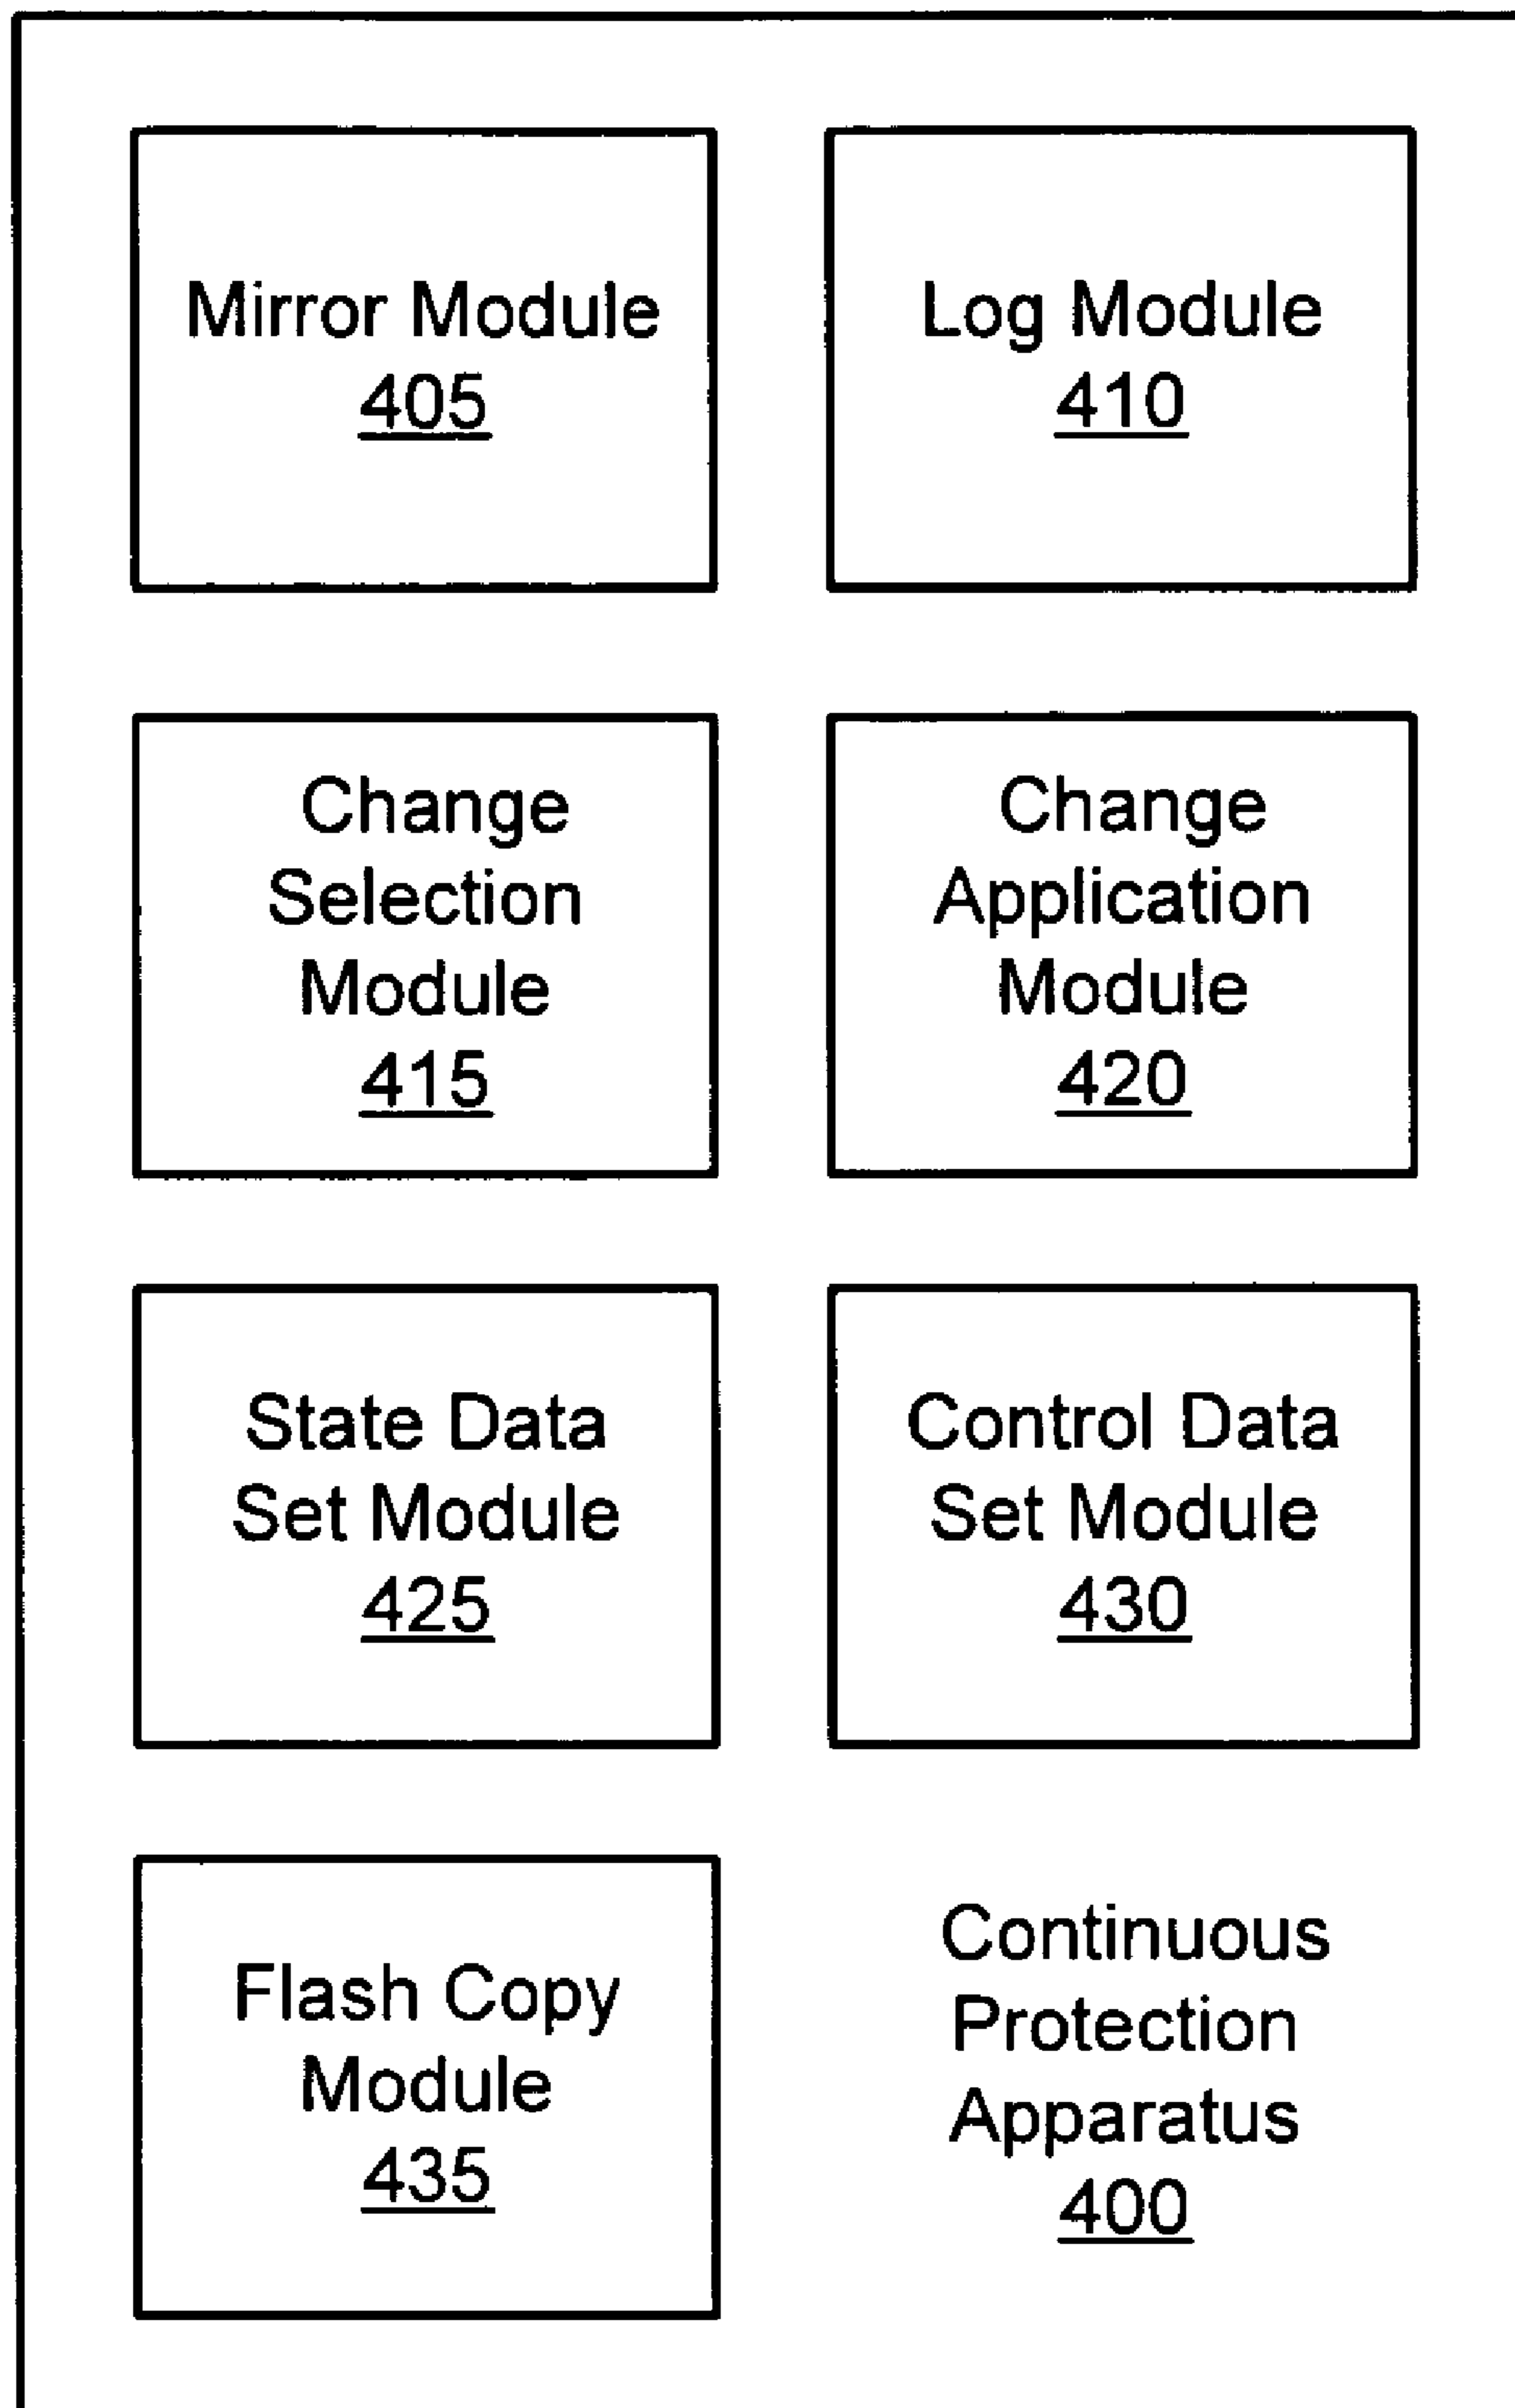 Mirror Module
405
Log Module
410
Change
Selection
Module
415
Change
Application
Module
420
State Data
Set Module
425
Control Data
Set Module
430
Flash Copy
Module
435
Continuous
Protection
Apparatus
400